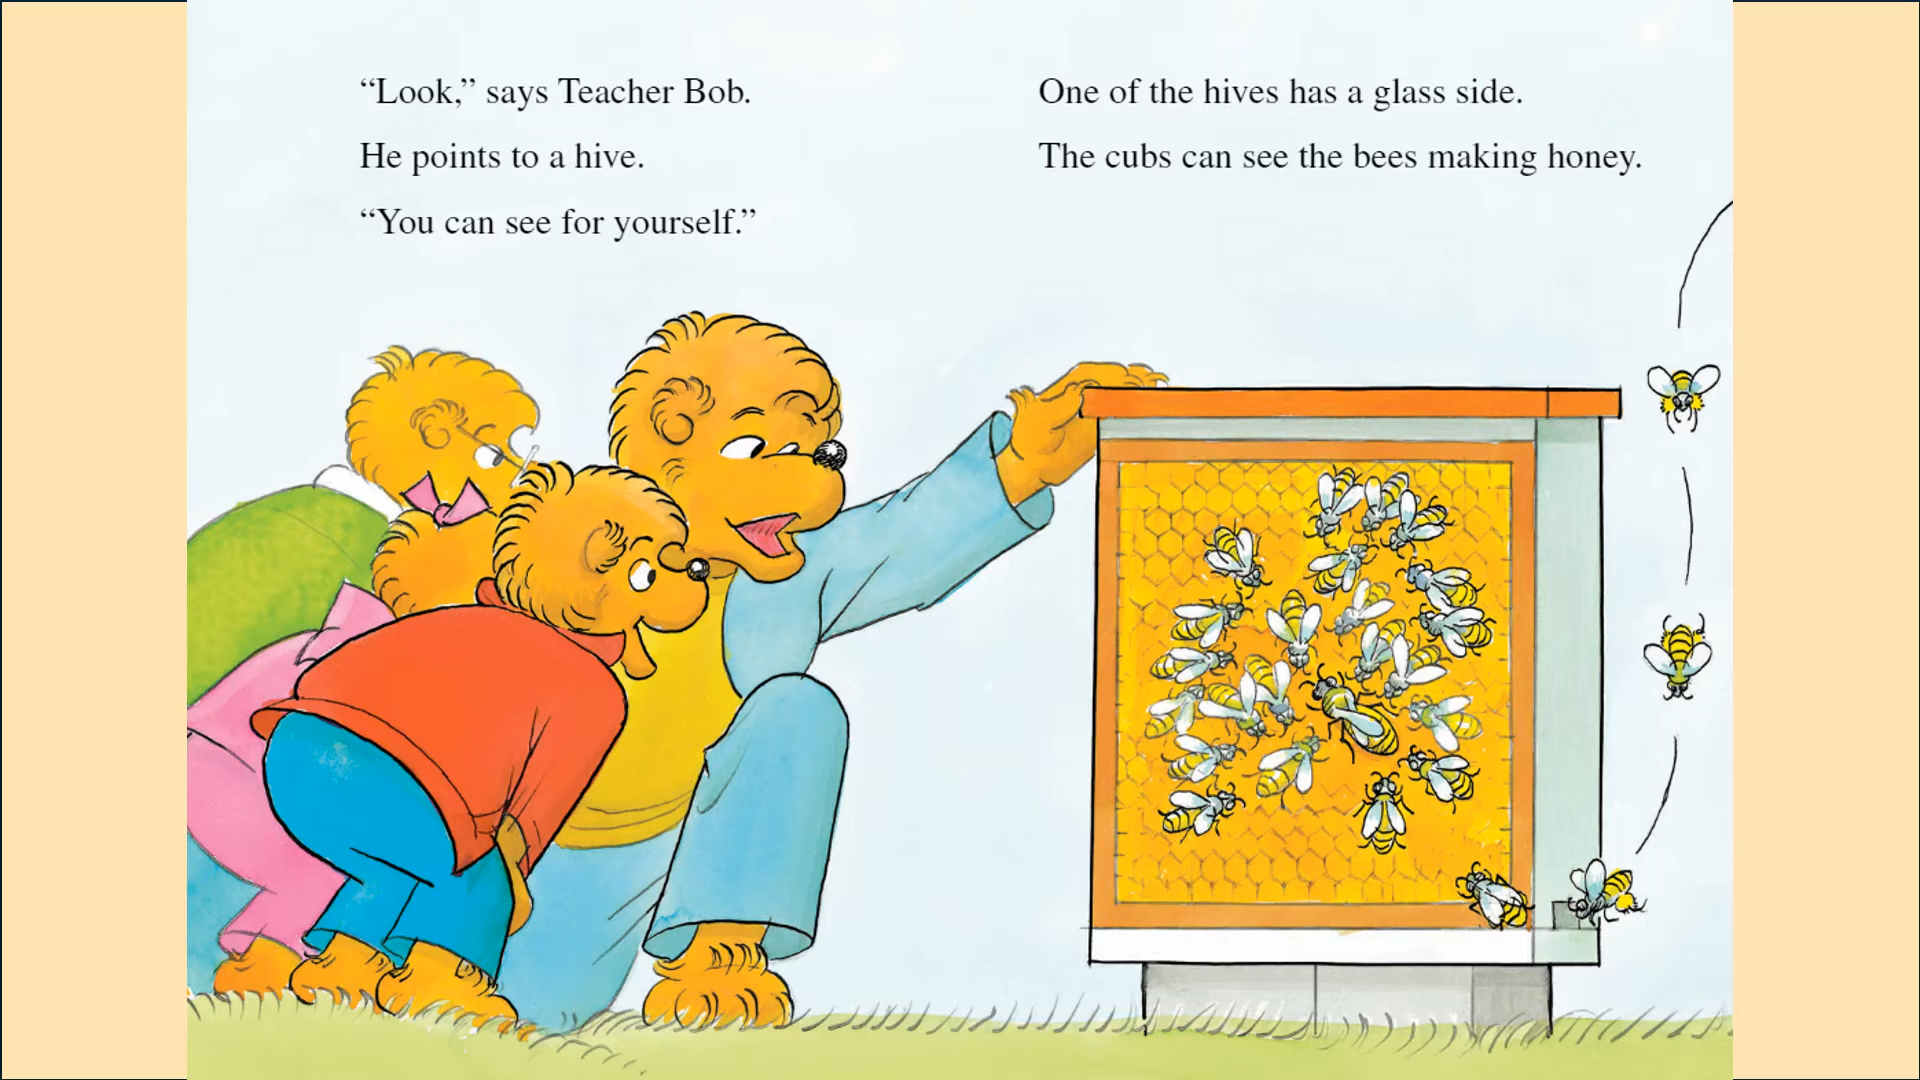 “Look,” says Teacher Bob.
He points to a hive.
“You can see for yourself.”
One of the hives has a glass side.
The cubs can see the bees making honey.